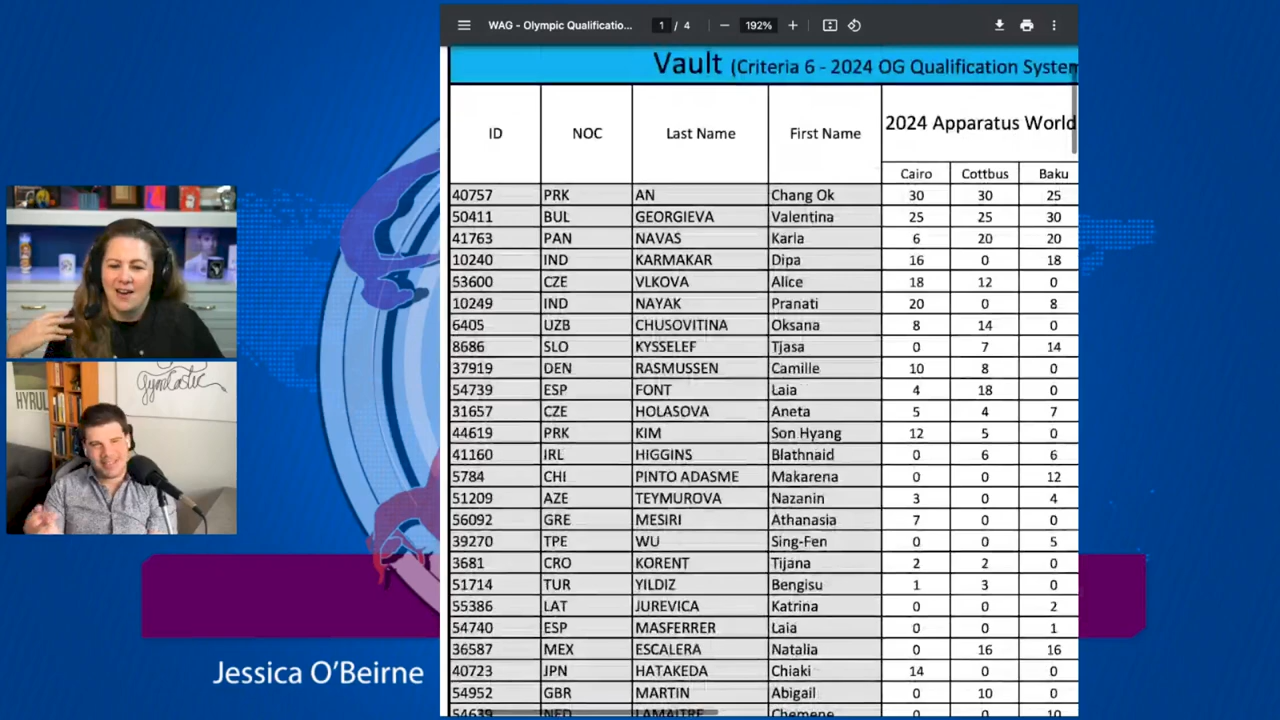 WAG - Olympic Qualificatio...
1 / 4
192%
Vault (Criteria 6 - 2024 OG Qualification System
ID NOC Last Name First Name 2024 Apparatus World
Cairo Cottbus Baku
40757 PRK AN Chang Ok 30 30 25
50411 BUL GEORGIEVA Valentina 25 25 30
41763 PAN NAVAS Karla 6 20 20
10240 IND KARMAKAR Dipa 16 0 18
53600 CZE VLKOVA Alice 18 12 0
10249 IND NAYAK Pranati 20 0 8
6405 UZB CHUSOVITINA Oksana 8 14 0
8686 SLO KYSSELEF Tjasa 0 7 14
37919 DEN RASMUSSEN Camille 10 8 0
54739 ESP FONT Laia 4 18 0
31657 CZE HOLASOVA Aneta 5 4 7
44619 PRK KIM Son Hyang 12 5 0
41160 IRL HIGGINS Blathnaid 0 6 6
5784 CHI PINTO ADASME Makarena 0 0 12
51209 AZE TEYMUROVA Nazanin 3 0 4
56092 GRE MESIRI Athanasia 7 0 0
39270 TPE WU Sing-Fen 0 0 5
3681 CRO KORENT Tijana 2 2 0
51714 TUR YILDIZ Bengisu 1 3 0
55386 LAT JUREVICA Katrina 0 0 2
54740 ESP MASFERRER Laia 0 0 1
36587 MEX ESCALERA Natalia 0 16 16
40723 JPN HATAKEDA Chiaki 14 0 0
54952 GBR MARTIN Abigail 0 10 0
54639 NED LAMAITRE Chemene 10
HYRUL
GymCastic
Jessica O'Beirne